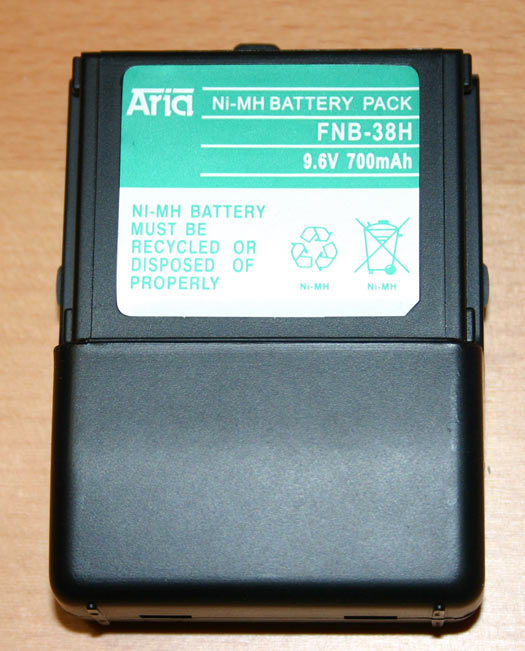 Aria
Ni-MH BATTERY PACK
FNB-38H
9.6V 700mAh
NI-MH BATTERY
MUST BE
RECYCLED OR
DISPOSED OF
PROPERLY
Ni-MH
Ni-MH